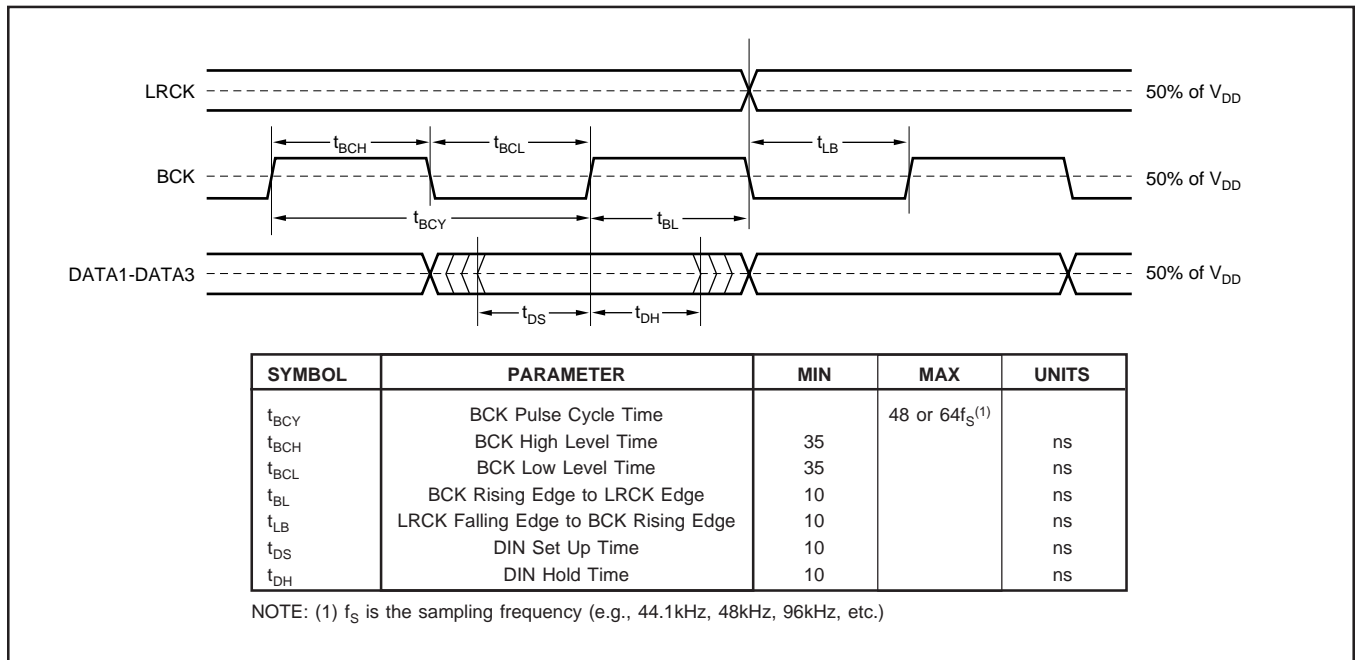 LRCK
50% of VDD
tBCH
tBCL
tLB
BCK
50% of VDD
tBCY
tBL
DATA1-DATA3
50% of VDD
tDS
tDH
SYMBOL PARAMETER MIN MAX UNITS
tBCY BCK Pulse Cycle Time 48 or 64fS(1)
tBCH BCK High Level Time 35 ns
tBCL BCK Low Level Time 35 ns
tBL BCK Rising Edge to LRCK Edge 10 ns
tLB LRCK Falling Edge to BCK Rising Edge 10 ns
tDS DIN Set Up Time 10 ns
tDH DIN Hold Time 10 ns
NOTE: (1) fS is the sampling frequency (e.g., 44.1kHz, 48kHz, 96kHz, etc.)